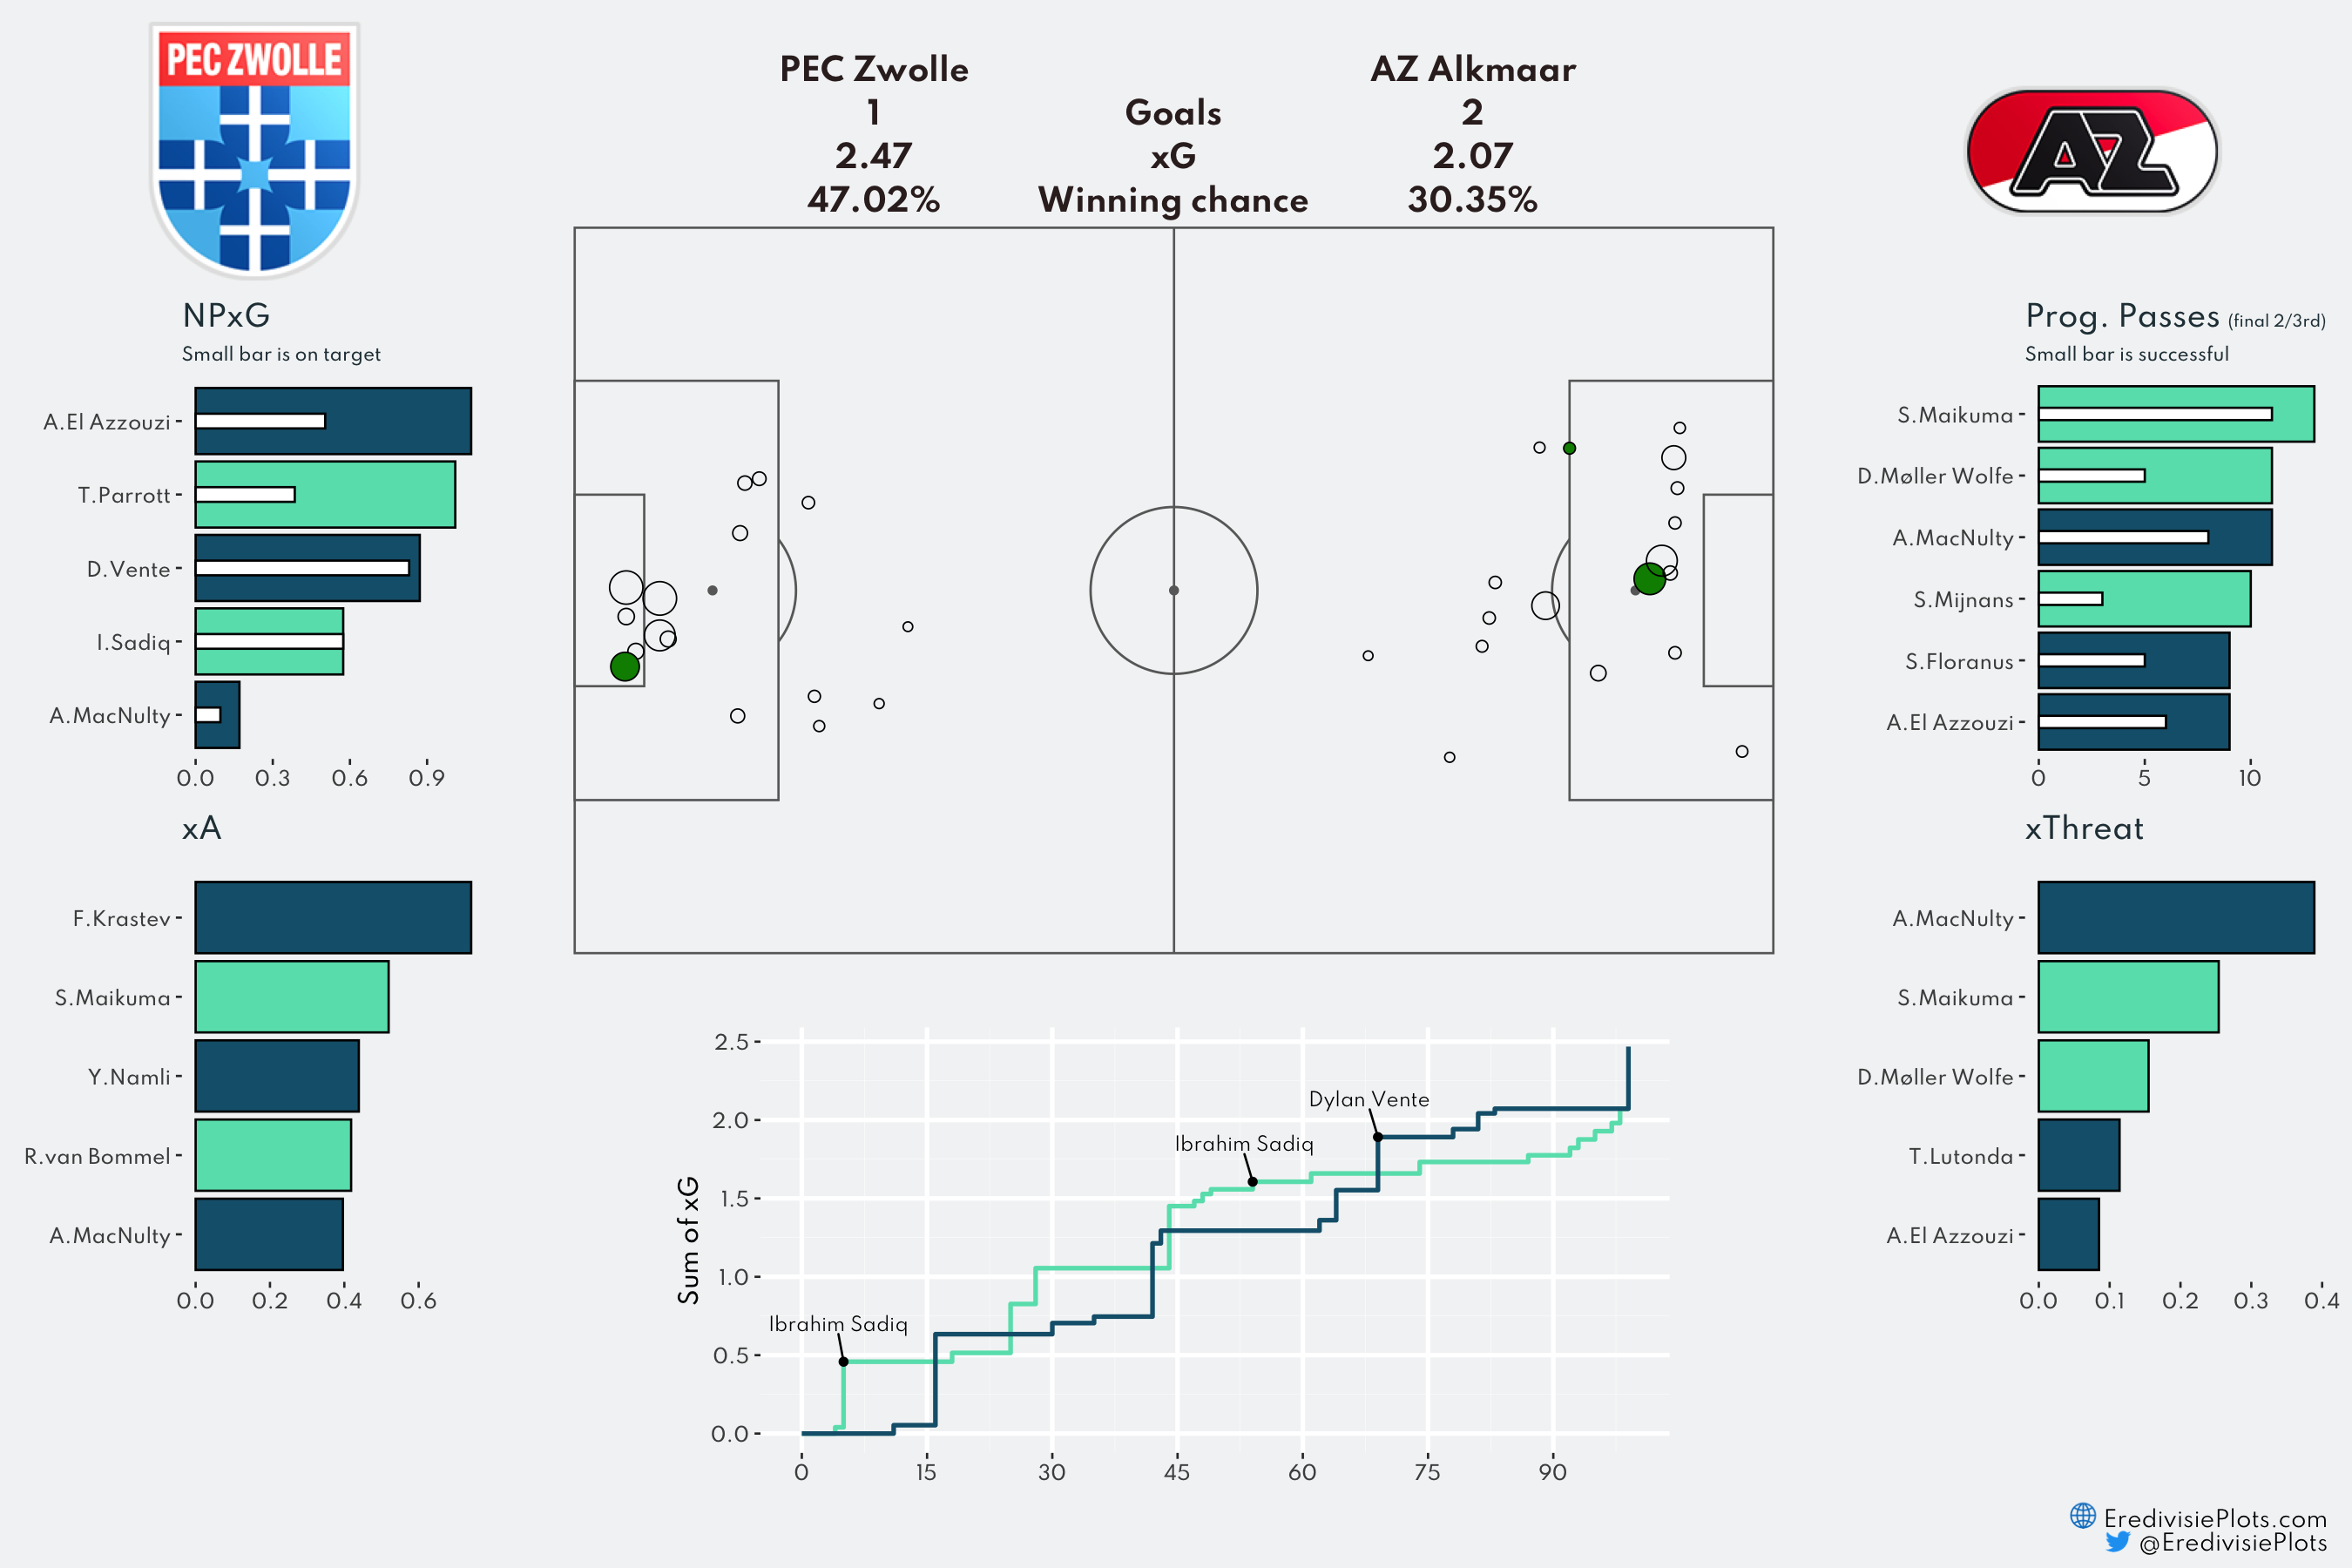 PEC ZWOLLE
PEC Zwolle AZ Alkmaar
1 Goals 2
2.47 xG 2.07
47.02% Winning chance 30.35%
AZ
NPxG
Small bar is on target
A.El Azzouzi
T.Parrott
D.Vente
I.Sadiq
A.MacNulty
0.0 0.3 0.6 0.9
xA
F.Krastev
S.Maikuma
Y.Namli
R.van Bommel
A.MacNulty
0.0 0.2 0.4 0.6
Sum of xG
2.5
2.0
1.5
1.0
0.5
0.0
Dylan Vente
Ibrahim Sadiq
Ibrahim Sadiq
0 15 30 45 60 75 90
Prog. Passes (final 2/3rd)
Small bar is successful
S.Maikuma
D.Møller Wolfe
A.MacNulty
S.Mijnans
S.Floranus
A.El Azzouzi
0 5 10
xThreat
A.MacNulty
S.Maikuma
D.Møller Wolfe
T.Lutonda
A.El Azzouzi
0.0 0.1 0.2 0.3 0.4
EredivisiePlots.com
@EredivisiePlots